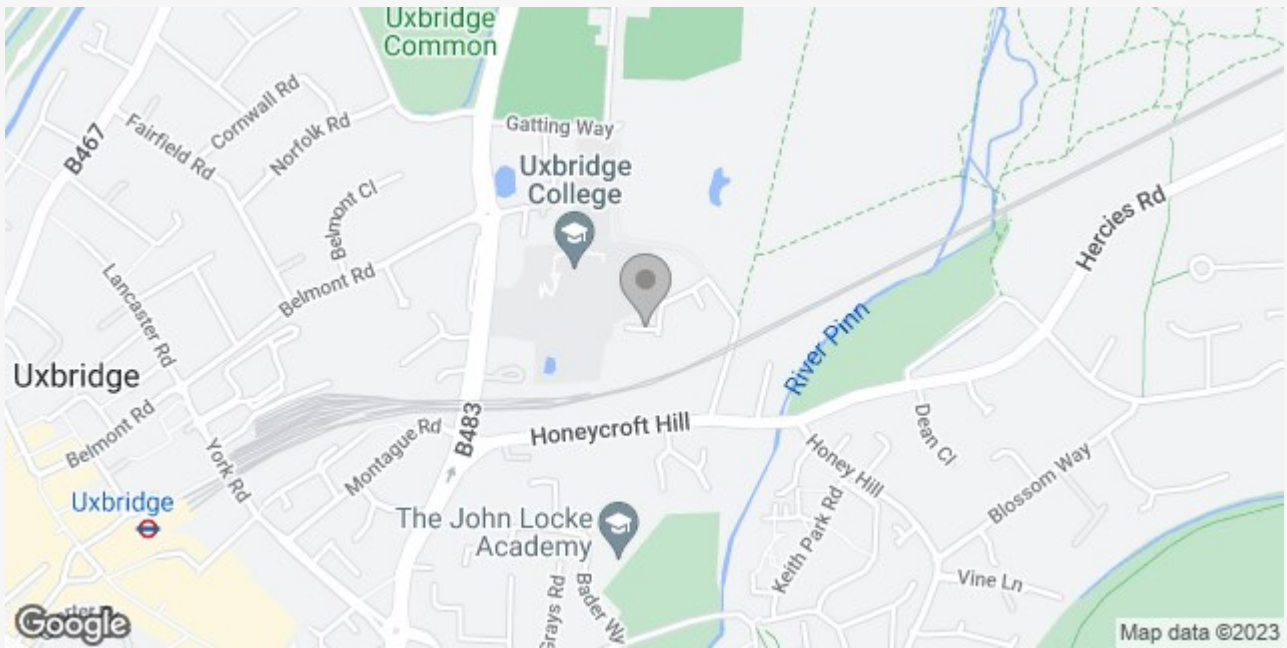 Uxbridge
Common
Cornwall Rd
B467
Fairfield Rd
Norfolk Rd
Gatting Way
Uxbridge
College
Belmont Cl
Hercies Rd
Belmont Rd
Lancaster Rd
River Pinn
Uxbridge
Belmont Rd
B483
Honeycroft Hill
Dean Cl
Montague Rd
York Rd
Honey Hill
Blossom Way
Uxbridge
The John Locke
Academy
Keith Park Rd
Vine Ln
Grays Rd
Bader Wy
Google
Map data ©2023